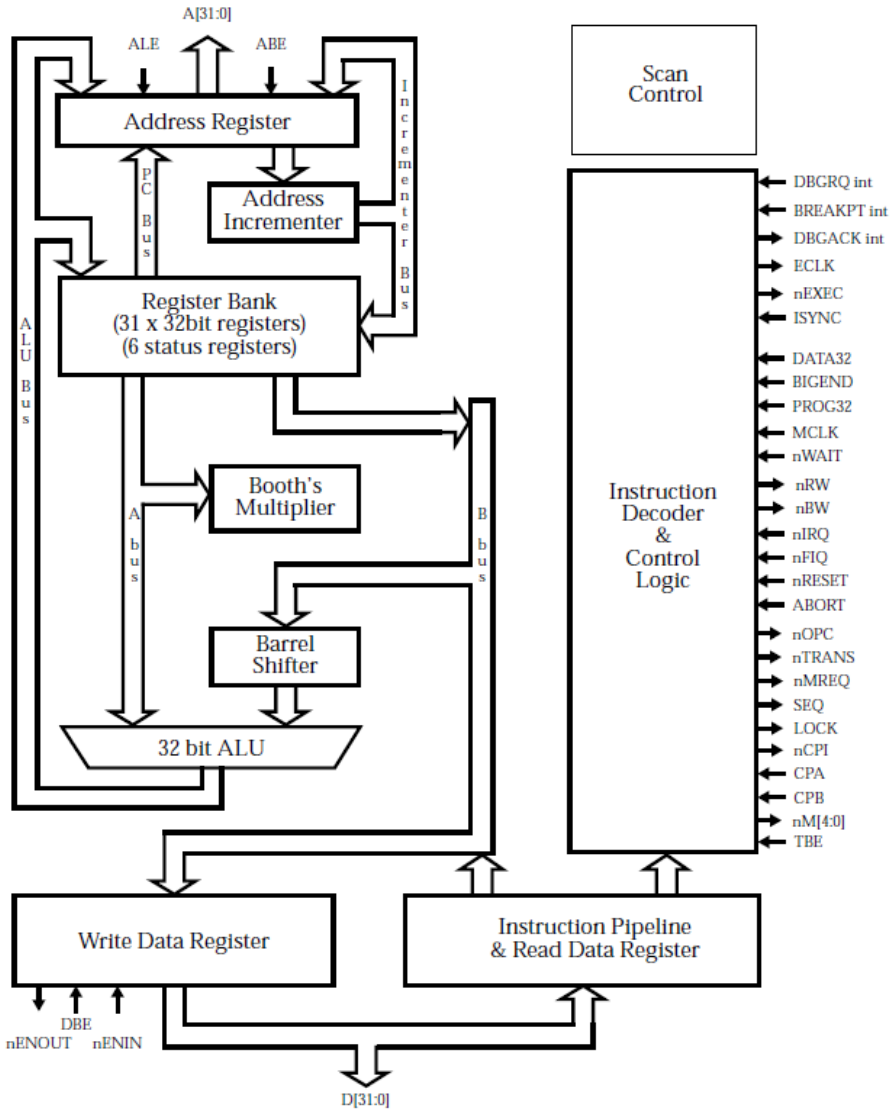 A[31:0]
ALE
ABE
Address Register
Scan
Control
PC Bus
Incrementer Bus
Address
Incrementer
Register Bank
(31 x 32bit registers)
(6 status registers)
ALU Bus
Booth's
Multiplier
A bus
B bus
Barrel
Shifter
32 bit ALU
Instruction
Decoder
&
Control
Logic
DBGRQ int
BREAKPT int
DBGACK int
ECLK
nEXEC
ISYNC
DATA32
BIGEND
PROG32
MCLK
nWAIT
nRW
nBW
nIRQ
nFIQ
nRESET
ABORT
nOPC
nTRANS
nMREQ
SEQ
LOCK
nCPI
CPA
CPB
nM[4:0]
TBE
Write Data Register
Instruction Pipeline
& Read Data Register
nENOUT
DBE
nENIN
D[31:0]